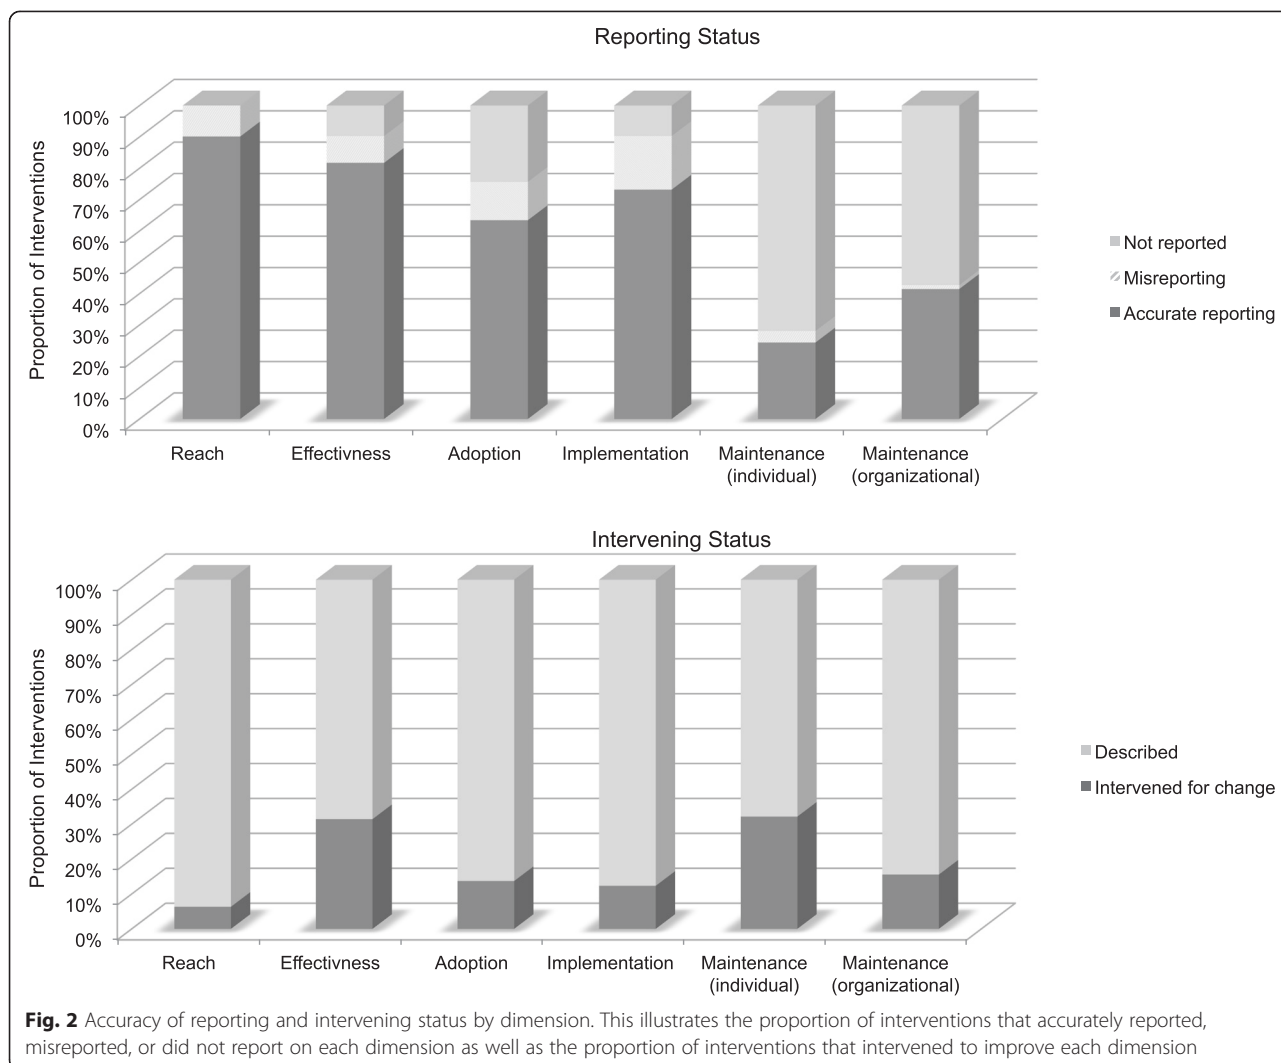 Reporting Status
100%
90%
80%
70%
60%
50%
40%
30%
20%
10%
0%
Proportion of Interventions
Reach
Effectivness
Adoption
Implementation
Maintenance
(individual)
Maintenance
(organizational)
Not reported
Misreporting
Accurate reporting
Intervening Status
100%
90%
80%
70%
60%
50%
40%
30%
20%
10%
0%
Proportion of Interventions
Reach
Effectivness
Adoption
Implementation
Maintenance
(individual)
Maintenance
(organizational)
Described
Intervened for change
Fig. 2 Accuracy of reporting and intervening status by dimension. This illustrates the proportion of interventions that accurately reported,
misreported, or did not report on each dimension as well as the proportion of interventions that intervened to improve each dimension